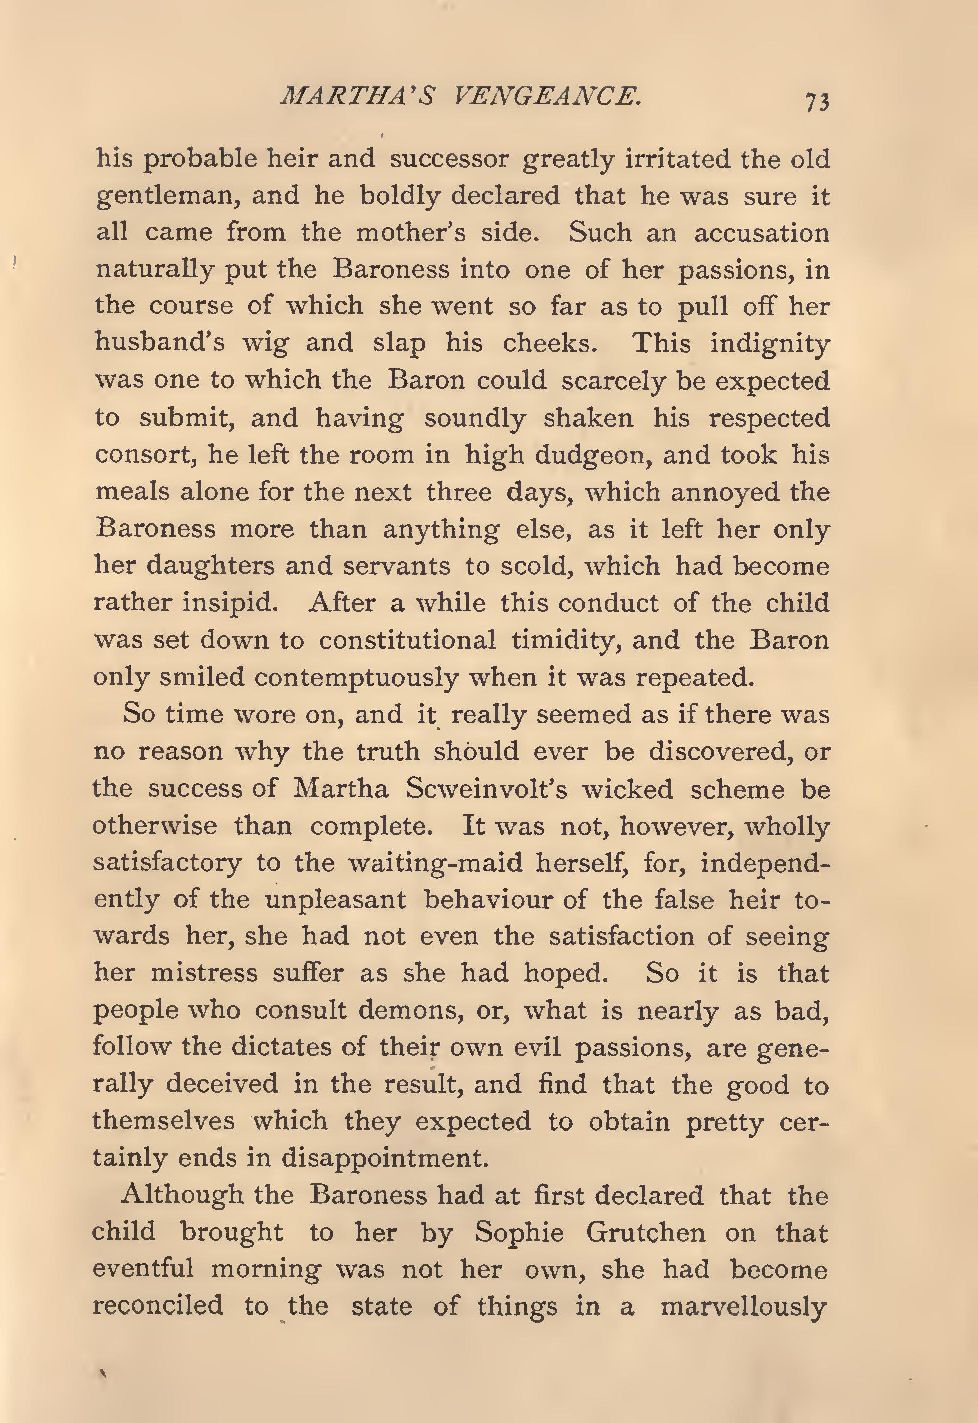 MARTHA'S VENGEANCE. 73
his probable heir and successor greatly irritated the old
gentleman, and he boldly declared that he was sure it
all came from the mother's side. Such an accusation
naturally put the Baroness into one of her passions, in
the course of which she went so far as to pull off her
husband's wig and slap his cheeks. This indignity
was one to which the Baron could scarcely be expected
to submit, and having soundly shaken his respected
consort, he left the room in high dudgeon, and took his
meals alone for the next three days, which annoyed the
Baroness more than anything else, as it left her only
her daughters and servants to scold, which had become
rather insipid. After a while this conduct of the child
was set down to constitutional timidity, and the Baron
only smiled contemptuously when it was repeated.
So time wore on, and it really seemed as if there was
no reason why the truth should ever be discovered, or
the success of Martha Scweinvolt's wicked scheme be
otherwise than complete. It was not, however, wholly
satisfactory to the waiting-maid herself, for, independ-
ently of the unpleasant behaviour of the false heir to-
wards her, she had not even the satisfaction of seeing
her mistress suffer as she had hoped. So it is that
people who consult demons, or, what is nearly as bad,
follow the dictates of their own evil passions, are gene-
rally deceived in the result, and find that the good to
themselves which they expected to obtain pretty cer-
tainly ends in disappointment.
Although the Baroness had at first declared that the
child brought to her by Sophie Grutchen on that
eventful morning was not her own, she had become
reconciled to the state of things in a marvellously